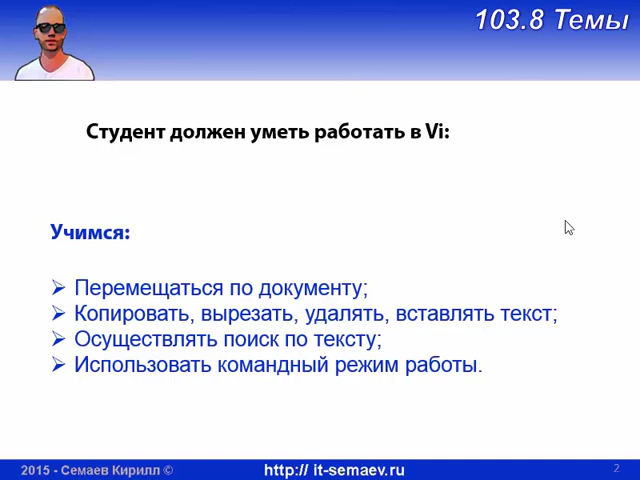 103.8 Темы
Студент должен уметь работать в Vi:
Учимся:
Перемещаться по документу;
Копировать, вырезать, удалять, вставлять текст;
Осуществлять поиск по тексту;
Использовать командный режим работы.
2015 - Семаев Кирилл ©
http:// it-semaev.ru
2